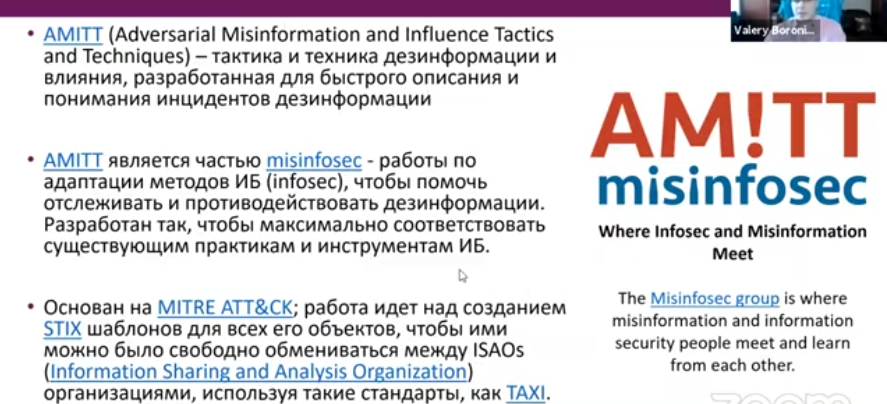 Valery Boroni...
• AMITT (Adversarial Misinformation and Influence Tactics
and Techniques) – тактика и техника дезинформации и
влияния, разработанная для быстрого описания и
понимания инцидентов дезинформации
• AMITT является частью misinfosec - работы по
адаптации методов ИБ (infosec), чтобы помочь
отслеживать и противодействовать дезинформации.
Разработан так, чтобы максимально соответствовать
существующим практикам и инструментам ИБ.
• Основан на MITRE ATT&CK; работа идет над созданием
STIX шаблонов для всех его объектов, чтобы ими
можно было свободно обмениваться между ISAOs
(Information Sharing and Analysis Organization)
организациями, используя такие стандарты, как TAXI.
AM!TT
misinfosec
Where Infosec and Misinformation
Meet
The Misinfosec group is where
misinformation and information
security people meet and learn
from each other.
zoom